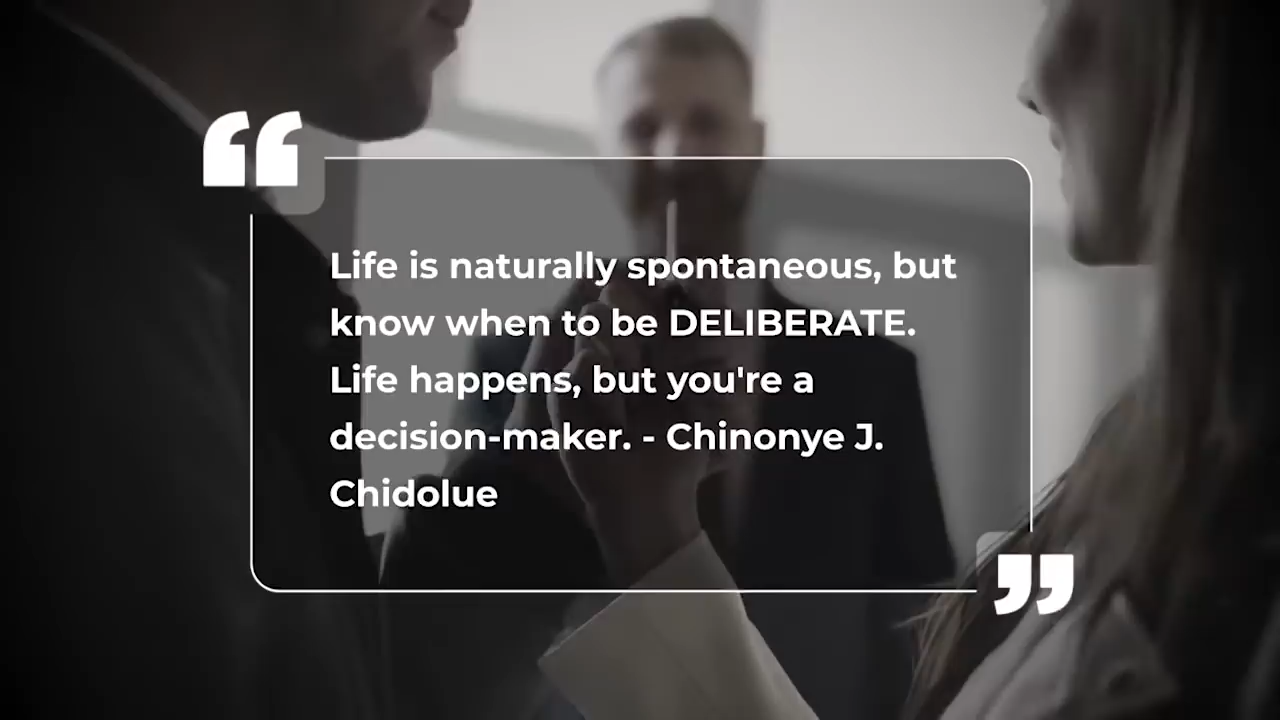 Life is naturally spontaneous, but
know when to be DELIBERATE.
Life happens, but you're a
decision-maker. - Chinonye J.
Chidolue